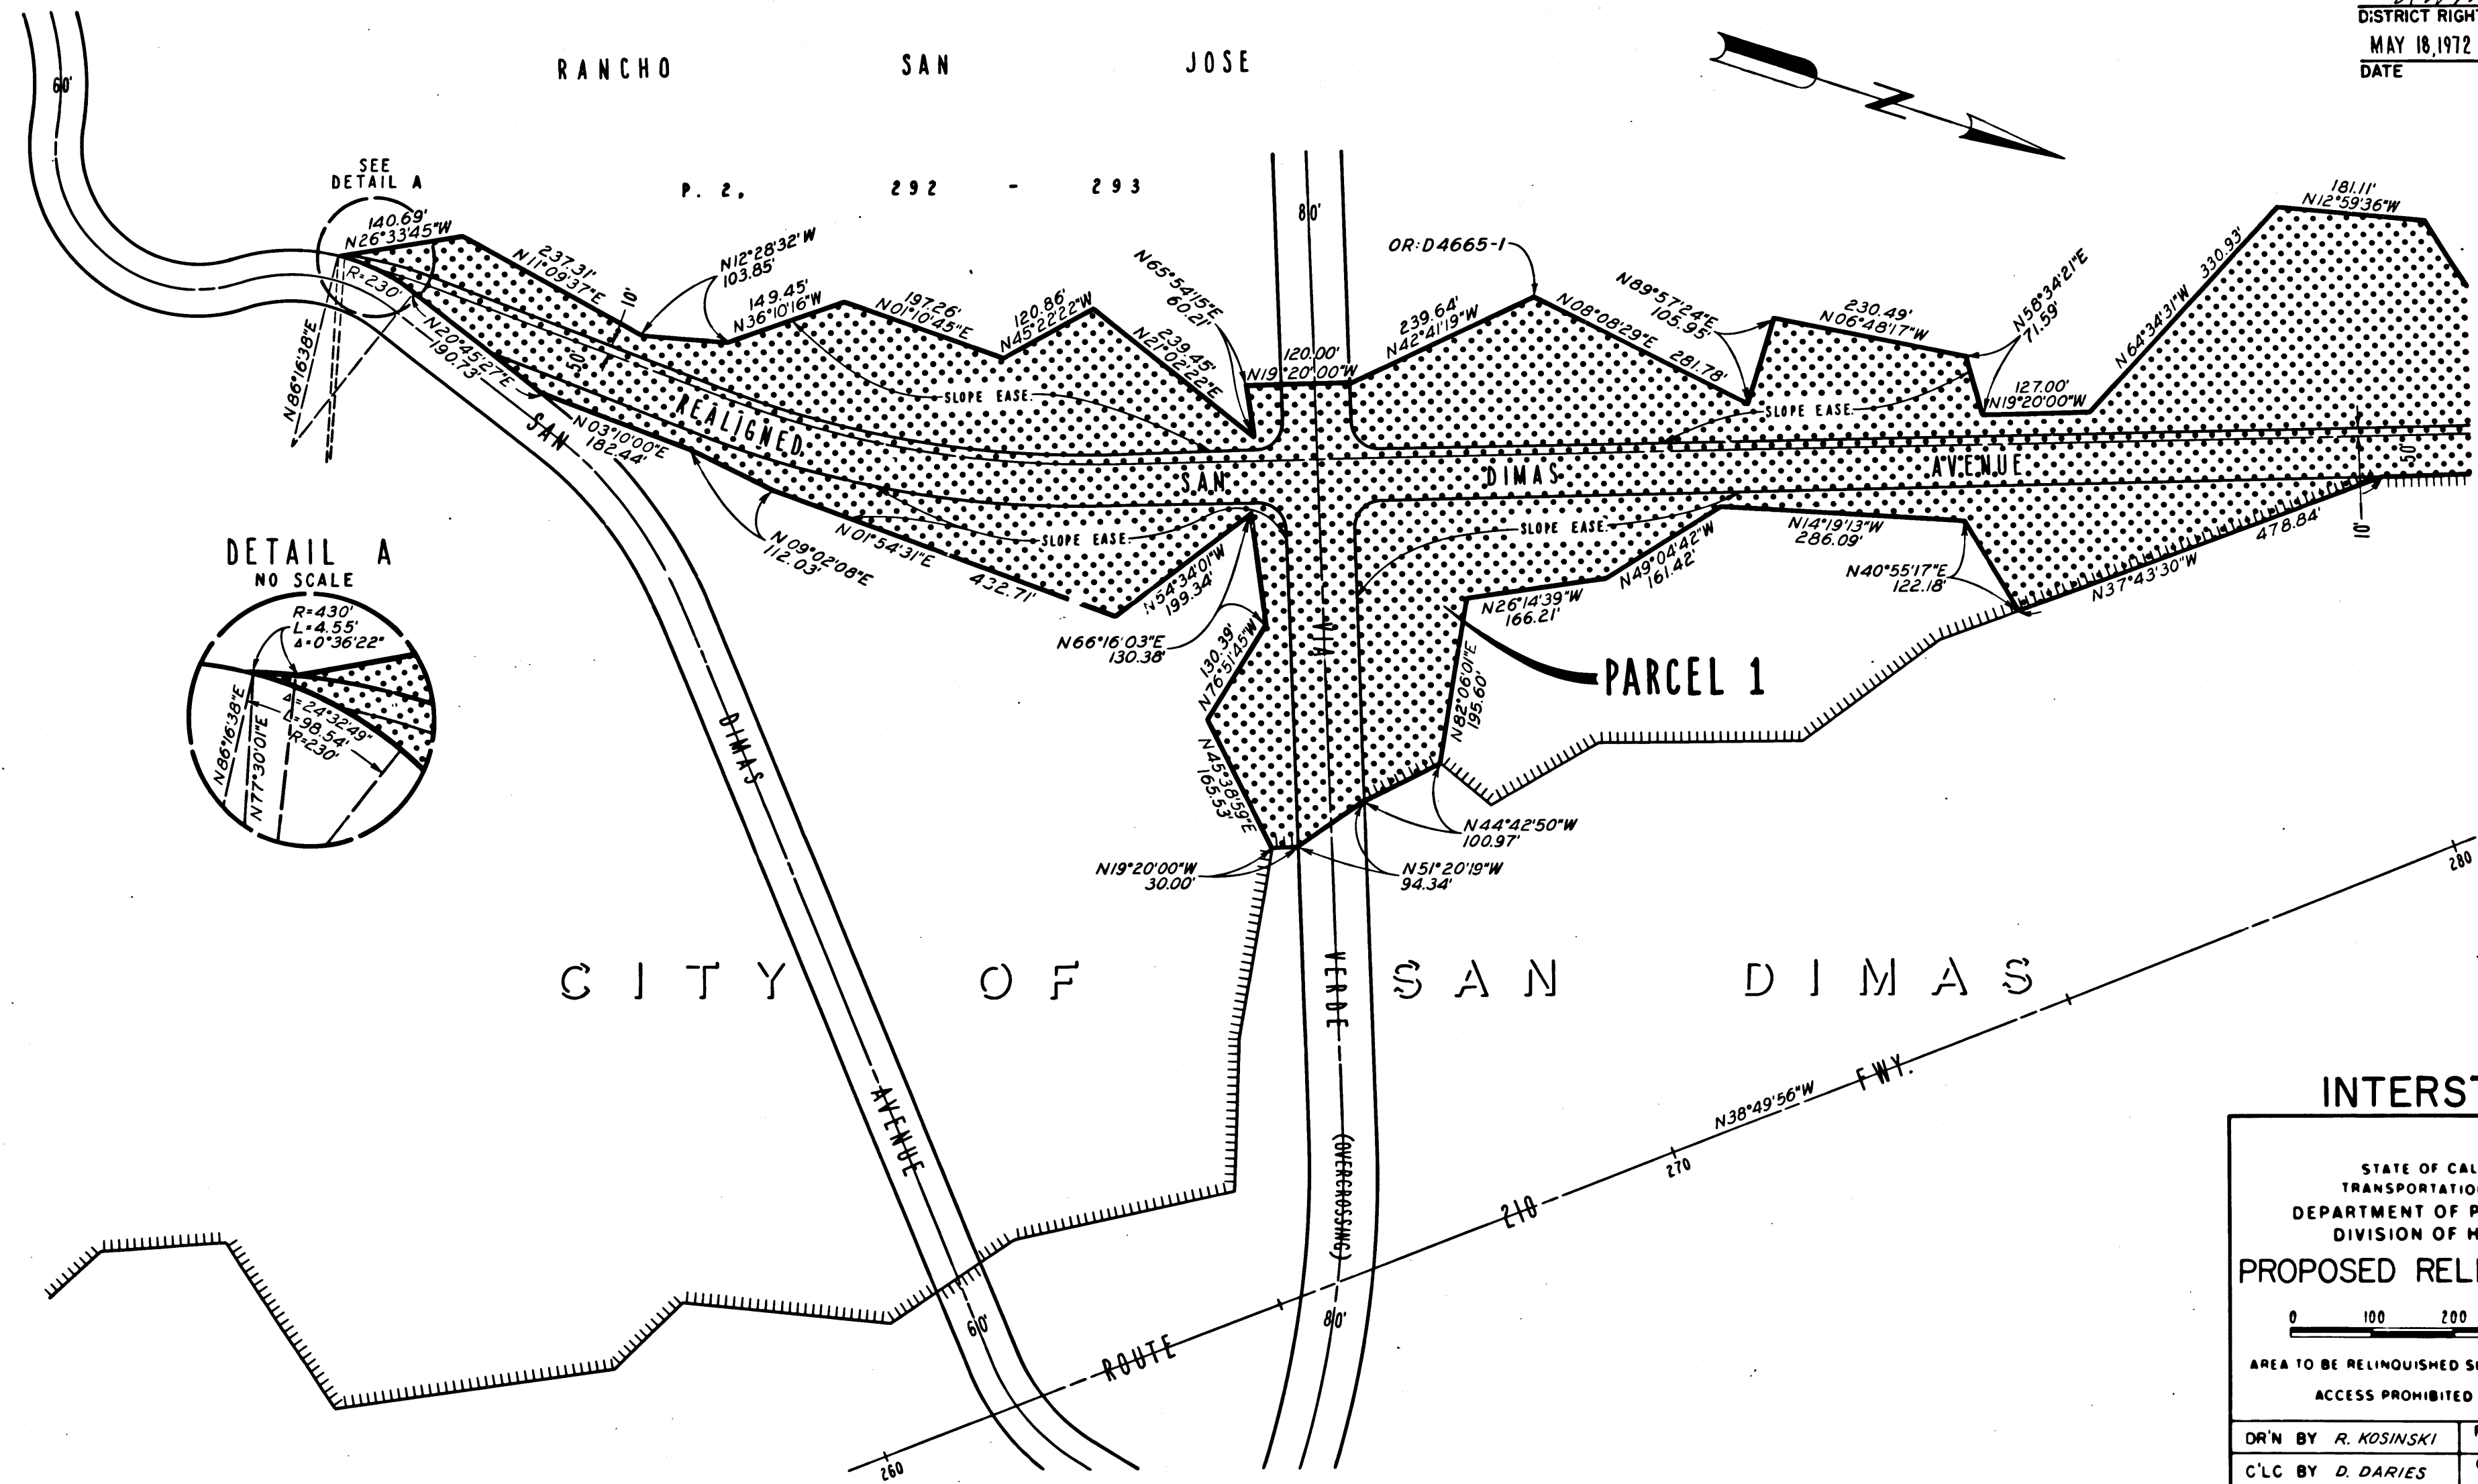 DISTRICT RIGHT
MAY 18, 1972
DATE
RANCHO SAN JOSE
P. 2, 292 - 293
60'
SEE
DETAIL A
140.69'
N26°33'45"W
R=230'
N86°16'38"E
237.31'
N11°09'37"E
10'
50'
N12°28'32"W
103.85'
149.45'
N36°10'16"W
197.26'
N01°10'45"E
120.86'
N45°22'22"W
239.45'
N21°02'22"E
N65°54'15"E
60.21'
80'
120.00'
N19°20'00"W
239.64'
N42°41'19"W
OR:D4665-1
N08°08'29"E 281.78'
N89°57'24"E
105.95'
230.49'
N06°48'17"W
N58°34'21"E
71.59'
127.00'
N19°20'00"W
N64°34'31"W 330.93'
181.11'
N12°59'36"W
SLOPE EASE.
SLOPE EASE.
REALIGNED SAN DIMAS AVENUE
50'
10'
N20°45'27"E
190.73'
N03°10'00"E
182.44'
N09°02'08"E
112.03'
N01°54'31"E 432.71'
SLOPE EASE.
SLOPE EASE.
N54°34'01"W
199.34'
N66°16'03"E
130.38'
130.39'
N76°51'45"W
N45°38'59"E
165.53'
N19°20'00"W
30.00'
N51°20'19"W
94.34'
N44°42'50"W
100.97'
N82°06'01"E
195.60'
N26°14'39"W
166.21'
N49°04'42"W
161.42'
N14°19'13"W
286.09'
N40°55'17"E
122.18'
N37°43'30"W
478.84'
PARCEL 1
DETAIL A
NO SCALE
R=430'
L=4.55'
Δ=0°36'22"
Δ=24°32'49"
L=98.54'
R=230'
N86°16'38"E
N77°30'01"E
SAN DIMAS AVENUE
60'
VIA VERDE (OVERCROSSING)
80'
CITY OF SAN DIMAS
ROUTE 210 FWY.
N38°49'56"W
260
270
280
INTERST
STATE OF CAL
TRANSPORTATIO
DEPARTMENT OF P
DIVISION OF H
PROPOSED RELI
0 100 200
AREA TO BE RELINQUISHED S
ACCESS PROHIBITED
DR'N BY R. KOSINSKI
C'LC BY D. DARIES